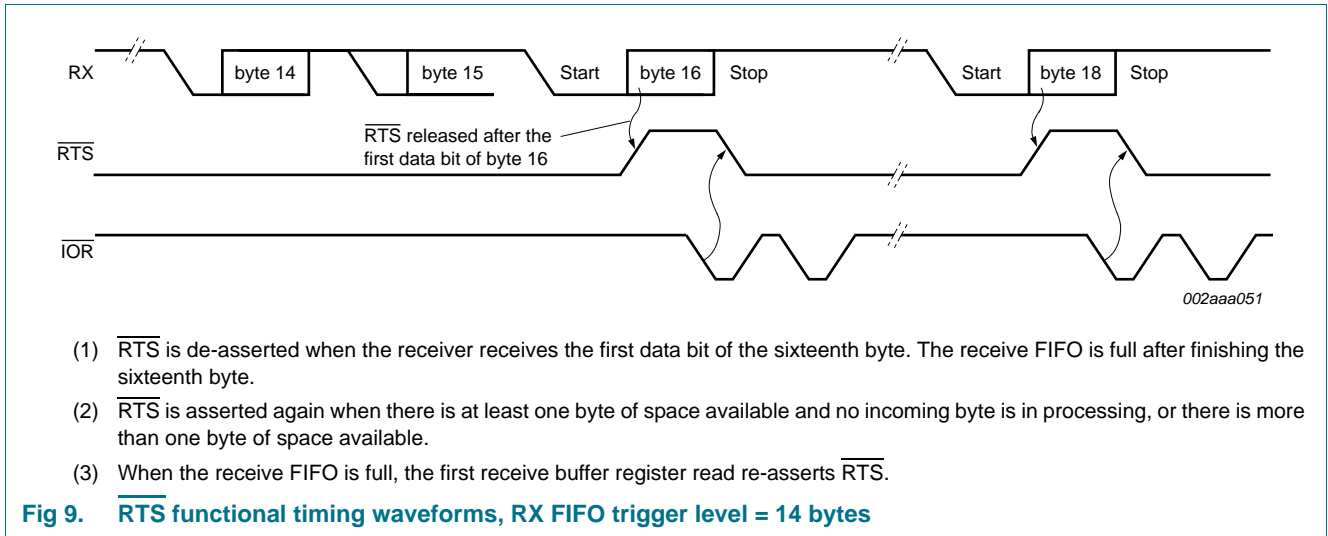 RX byte 14 byte 15 Start byte 16 Stop Start byte 18 Stop
RTS released after the
first data bit of byte 16
RTS
IOR
002aaa051
(1) RTS is de-asserted when the receiver receives the first data bit of the sixteenth byte. The receive FIFO is full after finishing the
sixteenth byte.
(2) RTS is asserted again when there is at least one byte of space available and no incoming byte is in processing, or there is more
than one byte of space available.
(3) When the receive FIFO is full, the first receive buffer register read re-asserts RTS.
Fig 9. RTS functional timing waveforms, RX FIFO trigger level = 14 bytes